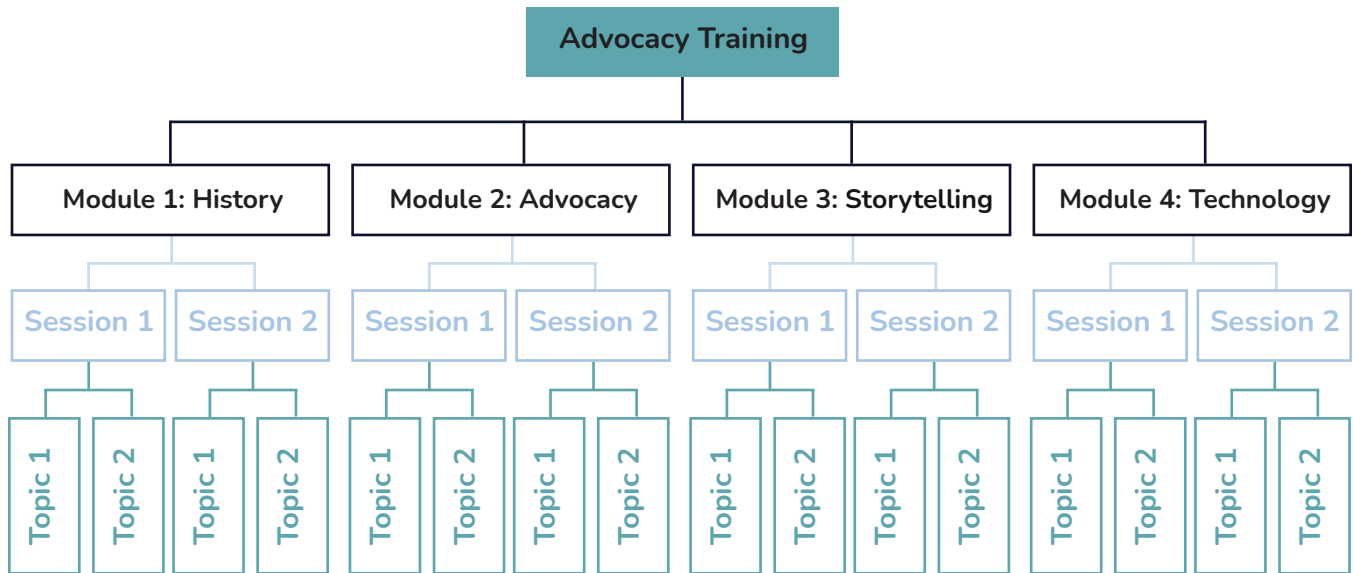 Advocacy Training
Module 1: History
Module 2: Advocacy
Module 3: Storytelling
Module 4: Technology
Session 1
Session 2
Session 1
Session 2
Session 1
Session 2
Session 1
Session 2
Topic 1
Topic 2
Topic 1
Topic 2
Topic 1
Topic 2
Topic 1
Topic 2
Topic 1
Topic 2
Topic 1
Topic 2
Topic 1
Topic 2
Topic 1
Topic 2